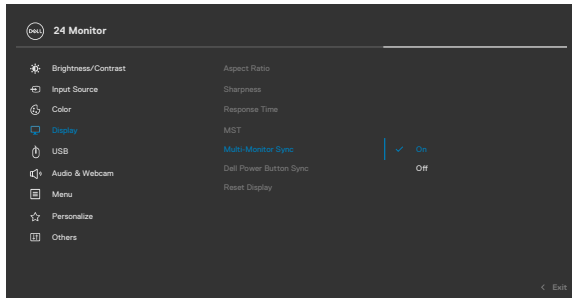 DELL
24 Monitor
Brightness/Contrast
Input Source
Color
Display
USB
Audio & Webcam
Menu
Personalize
Others
Aspect Ratio
Sharpness
Response Time
MST
Multi-Monitor Sync
Dell Power Button Sync
Reset Display
On
Off
< Exit